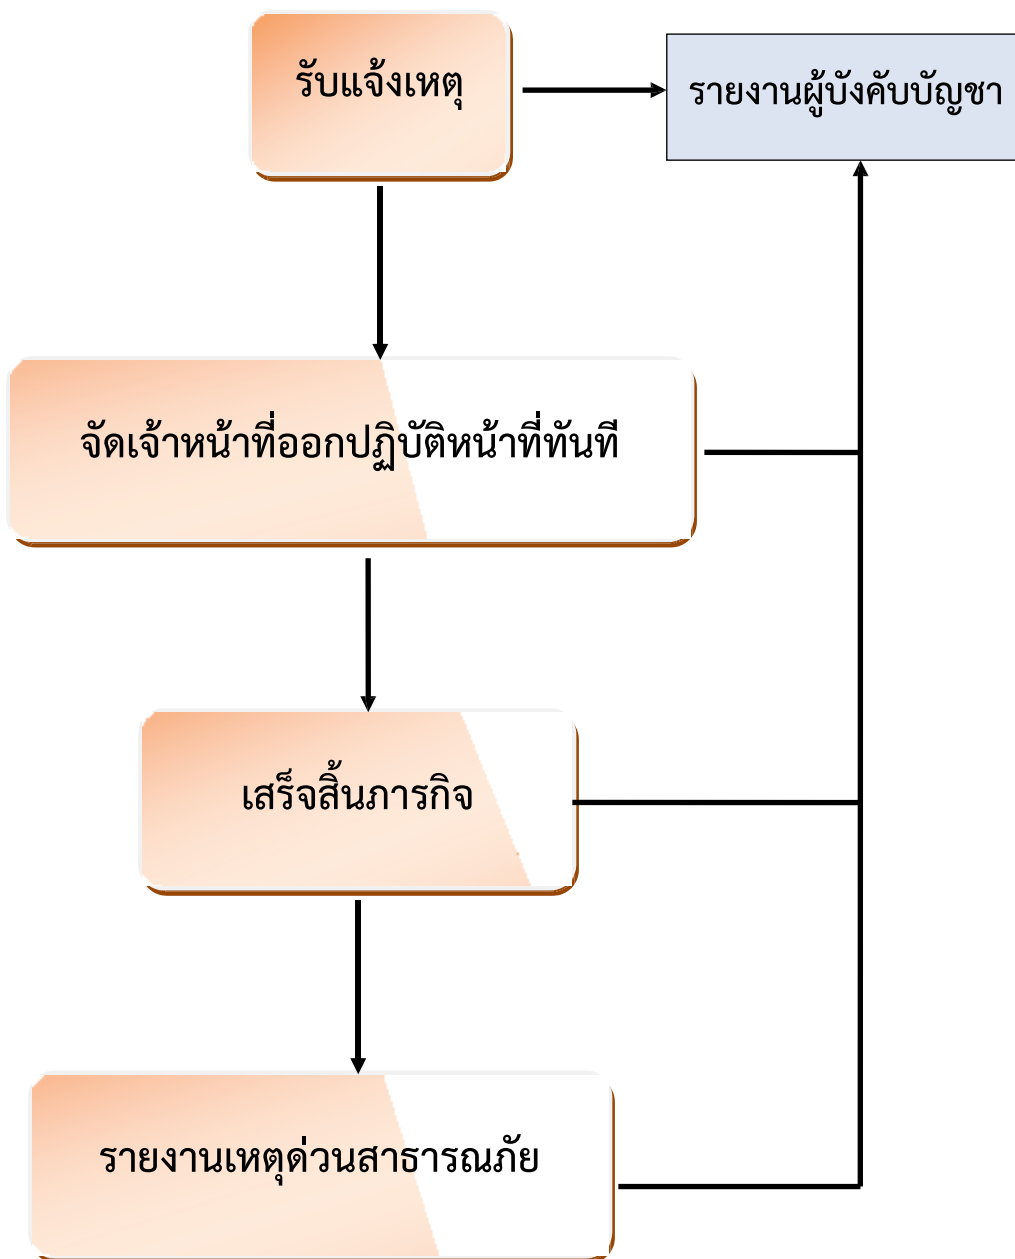 รับแจ้งเหตุ
รายงานผู้บังคับบัญชา
จัดเจ้าหน้าที่ออกปฏิบัติหน้าที่ทันที
เสร็จสิ้นภารกิจ
รายงานเหตุด่วนสาธารณภัย